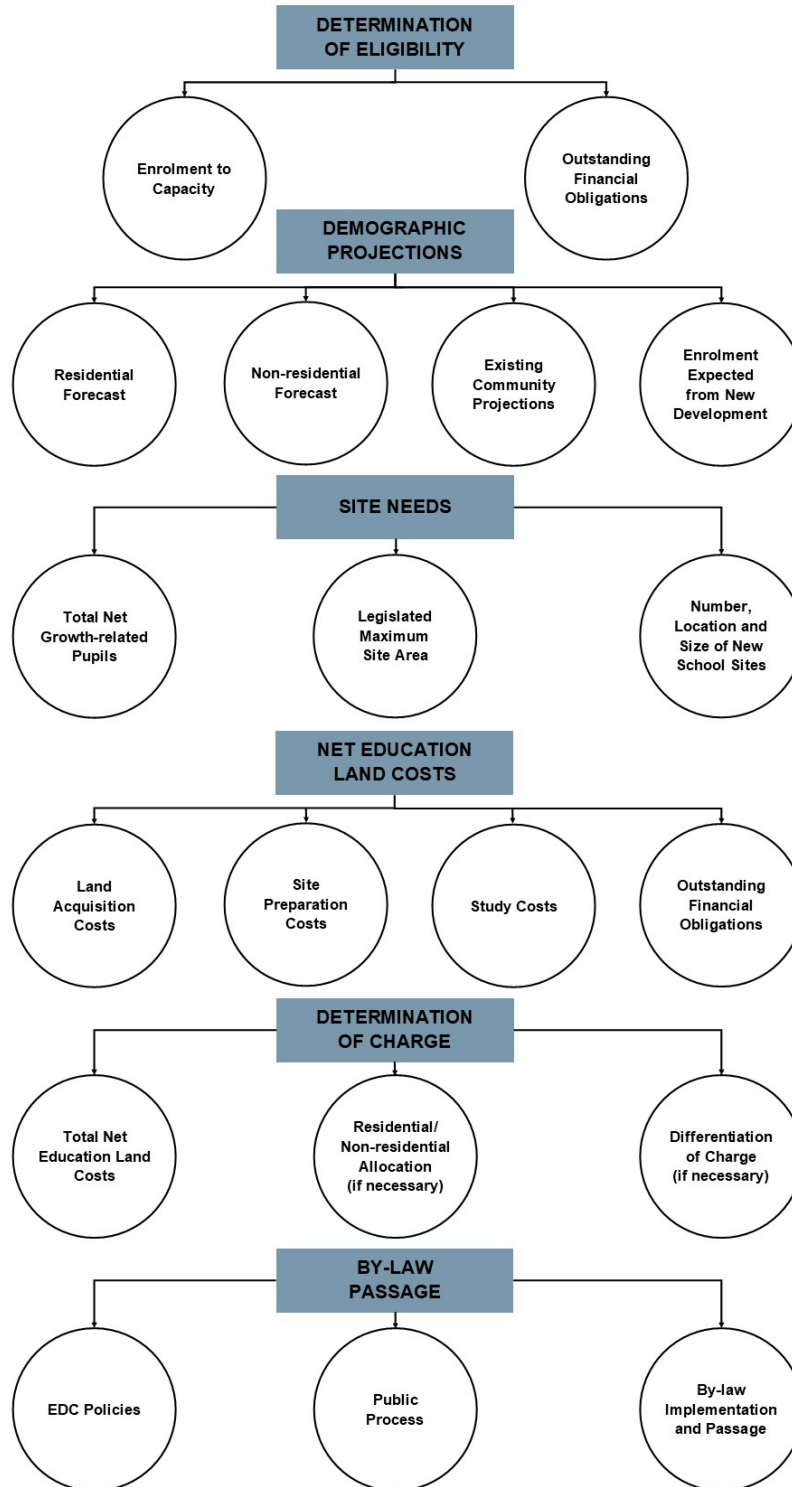 DETERMINATION
OF ELIGIBILITY
Enrolment to
Capacity
Outstanding
Financial
Obligations
DEMOGRAPHIC
PROJECTIONS
Residential
Forecast
Non-residential
Forecast
Existing
Community
Projections
Enrolment
Expected
from New
Development
SITE NEEDS
Total Net
Growth-related
Pupils
Legislated
Maximum
Site Area
Number,
Location and
Size of New
School Sites
NET EDUCATION
LAND COSTS
Land
Acquisition
Costs
Site
Preparation
Costs
Study Costs
Outstanding
Financial
Obligations
DETERMINATION
OF CHARGE
Total Net
Education Land
Costs
Residential/
Non-residential
Allocation
(if necessary)
Differentiation
of Charge
(if necessary)
BY-LAW
PASSAGE
EDC Policies
Public
Process
By-law
Implementation
and Passage